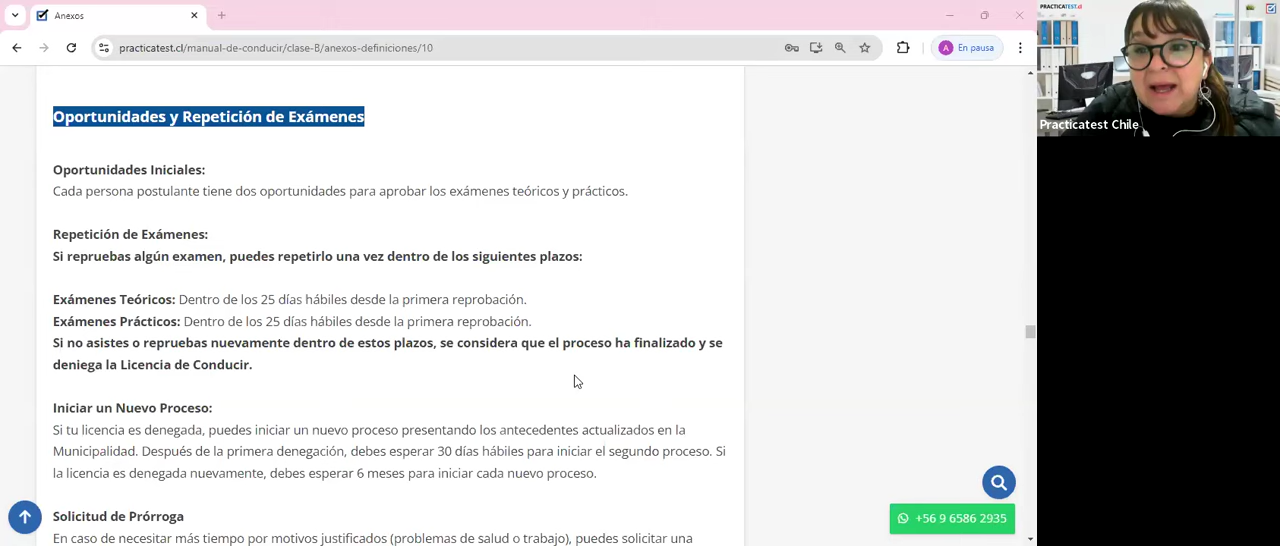 Anexos
practicatest.cl/manual-de-conducir/clase-B/anexos-definiciones/10
A
En pausa
PRACTICATEST.cl
Practicatest Chile
Oportunidades y Repetición de Exámenes
Oportunidades Iniciales:
Cada persona postulante tiene dos oportunidades para aprobar los exámenes teóricos y prácticos.
Repetición de Exámenes:
Si repruebas algún examen, puedes repetirlo una vez dentro de los siguientes plazos:
Exámenes Teóricos: Dentro de los 25 días hábiles desde la primera reprobación.
Exámenes Prácticos: Dentro de los 25 días hábiles desde la primera reprobación.
Si no asistes o repruebas nuevamente dentro de estos plazos, se considera que el proceso ha finalizado y se
deniega la Licencia de Conducir.
Iniciar un Nuevo Proceso:
Si tu licencia es denegada, puedes iniciar un nuevo proceso presentando los antecedentes actualizados en la
Municipalidad. Después de la primera denegación, debes esperar 30 días hábiles para iniciar el segundo proceso. Si
la licencia es denegada nuevamente, debes esperar 6 meses para iniciar cada nuevo proceso.
Solicitud de Prórroga
En caso de necesitar más tiempo por motivos justificados (problemas de salud o trabajo), puedes solicitar una
+56 9 6586 2935